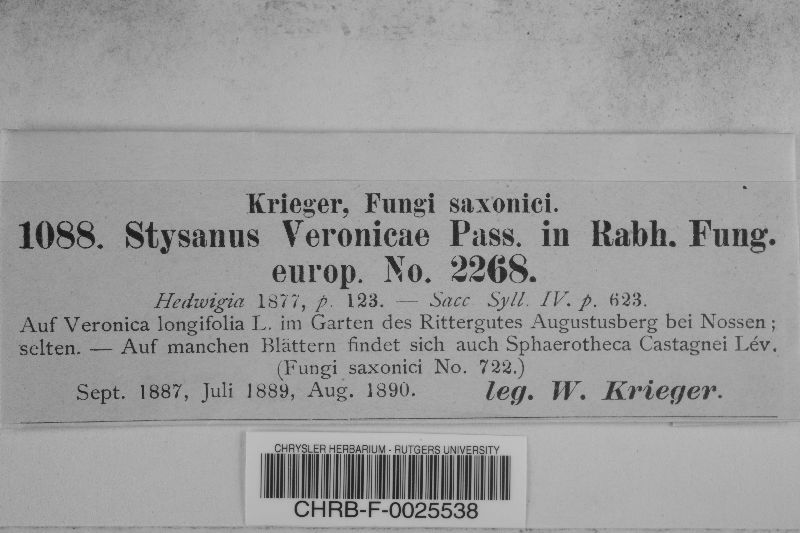 Krieger, Fungi saxonici.
1088. Stysanus Veronicae Pass. in Rabh. Fung.
europ. No. 2268.
Hedwigia 1877, p. 123. — Sacc Syll. IV. p. 623.
Auf Veronica longifolia L. im Garten des Rittergutes Augustusberg bei Nossen;
selten. — Auf manchen Blättern findet sich auch Sphaerotheca Castagnei Lév.
(Fungi saxonici No. 722.)
Sept. 1887, Juli 1889, Aug. 1890. leg. W. Krieger.
CHRYSLER HERBARIUM - RUTGERS UNIVERSITY
CHRB-F-0025538